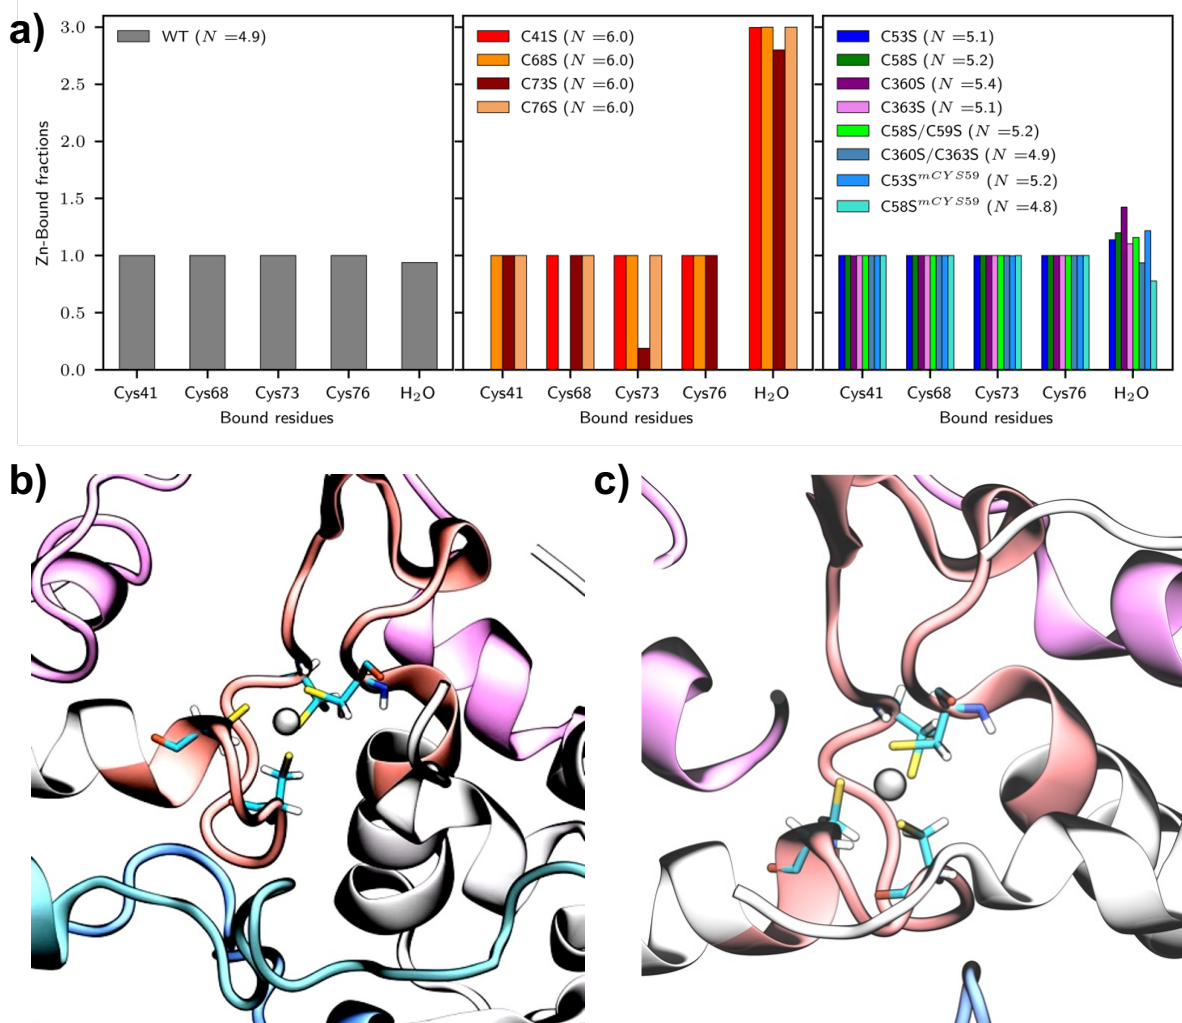 a)
WT (N =4.9)
C41S (N =6.0)
C68S (N =6.0)
C73S (N =6.0)
C76S (N =6.0)
C53S (N =5.1)
C58S (N =5.2)
C360S (N =5.4)
C363S (N =5.1)
C58S/C59S (N =5.2)
C360S/C363S (N =4.9)
C53S^mCYS59 (N =5.2)
C58S^mCYS59 (N =4.8)
Zn-Bound fractions
3.0
2.5
2.0
1.5
1.0
0.5
0.0
Cys41 Cys68 Cys73 Cys76 H₂O
Bound residues
Cys41 Cys68 Cys73 Cys76 H₂O
Bound residues
Cys41 Cys68 Cys73 Cys76 H₂O
Bound residues
b)
c)